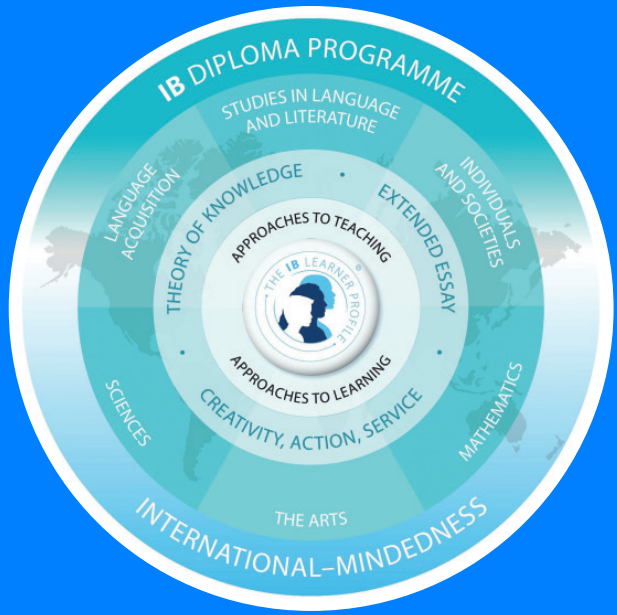 IB DIPLOMA PROGRAMME
STUDIES IN LANGUAGE
AND LITERATURE
LANGUAGE
ACQUISITION
INDIVIDUALS
AND SOCIETIES
THEORY OF KNOWLEDGE
EXTENDED ESSAY
APPROACHES TO TEACHING
THE IB LEARNER PROFILE ®
APPROACHES TO LEARNING
CREATIVITY, ACTION, SERVICE
SCIENCES
MATHEMATICS
THE ARTS
INTERNATIONAL–MINDEDNESS